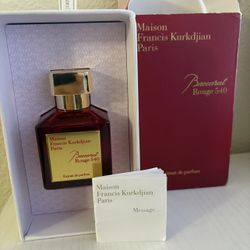 Maison
Francis Kurkdjian
Paris
Baccarat
Rouge 540
Maison
Francis Kurkdjian
Paris
Baccarat
Rouge 540
Extrait de parfum
Extrait de parfum
Maison
Francis Kurkdjian
Paris
Message